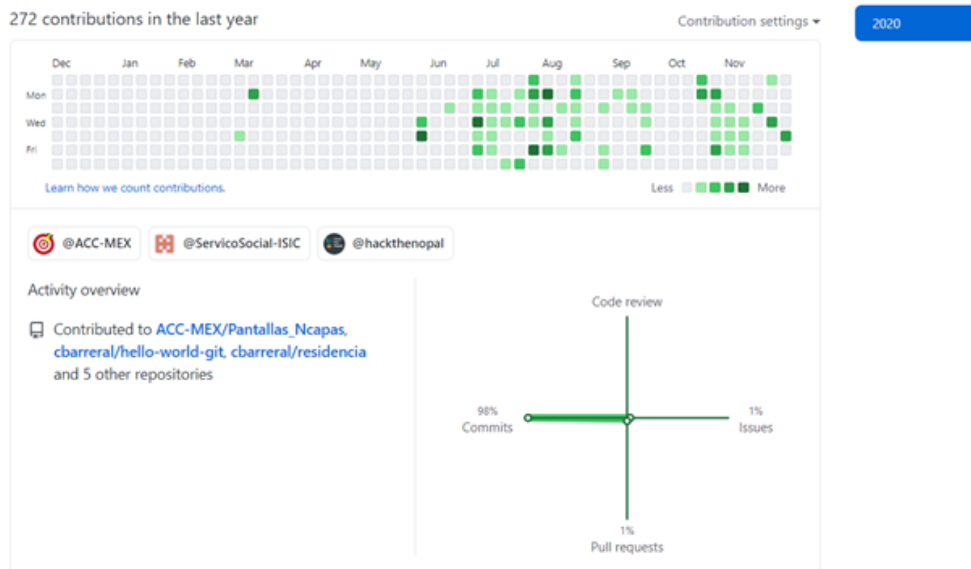 272 contributions in the last year
Contribution settings
2020
Dec Jan Feb Mar Apr May Jun Jul Aug Sep Oct Nov
Mon
Wed
Fri
Learn how we count contributions.
Less More
@ACC-MEX @ServicoSocial-ISIC @hackthenopal
Activity overview
Contributed to ACC-MEX/Pantallas_Ncapas,
cbarreral/hello-world-git, cbarreral/residencia
and 5 other repositories
Code review
98%
Commits
1%
Issues
1%
Pull requests